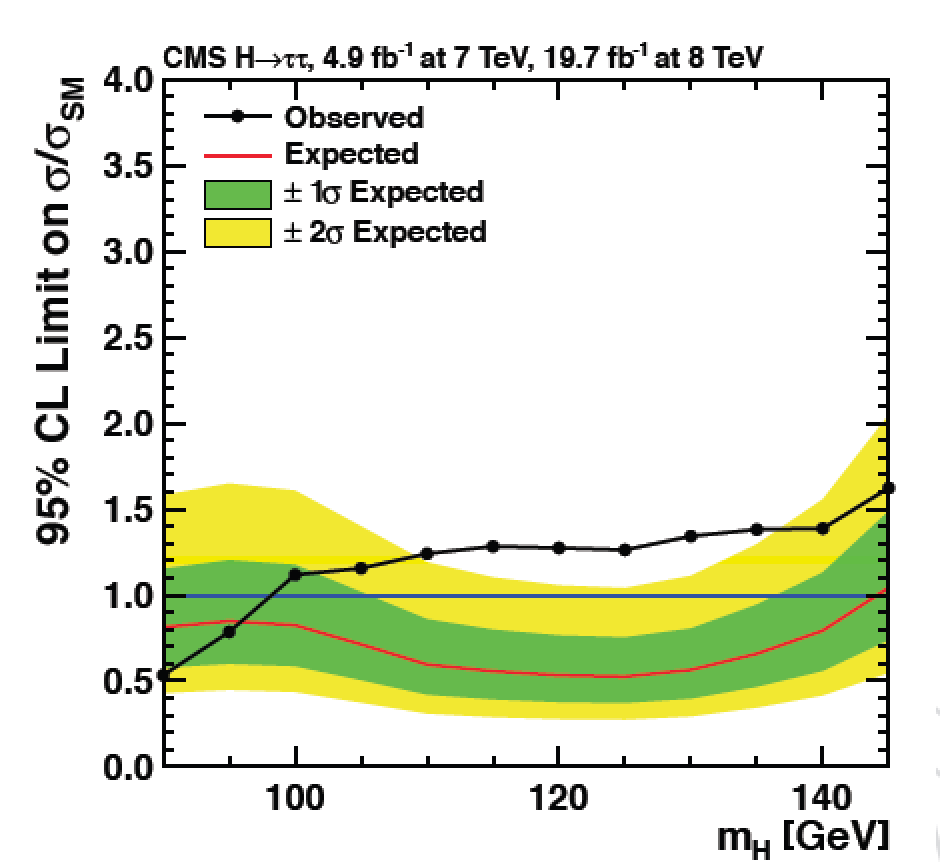 CMS H→ττ, 4.9 fb⁻¹ at 7 TeV, 19.7 fb⁻¹ at 8 TeV
95% CL Limit on σ/σSM
4.0
3.5
3.0
2.5
2.0
1.5
1.0
0.5
0.0
Observed
Expected
± 1σ Expected
± 2σ Expected
100 120 140
mH [GeV]